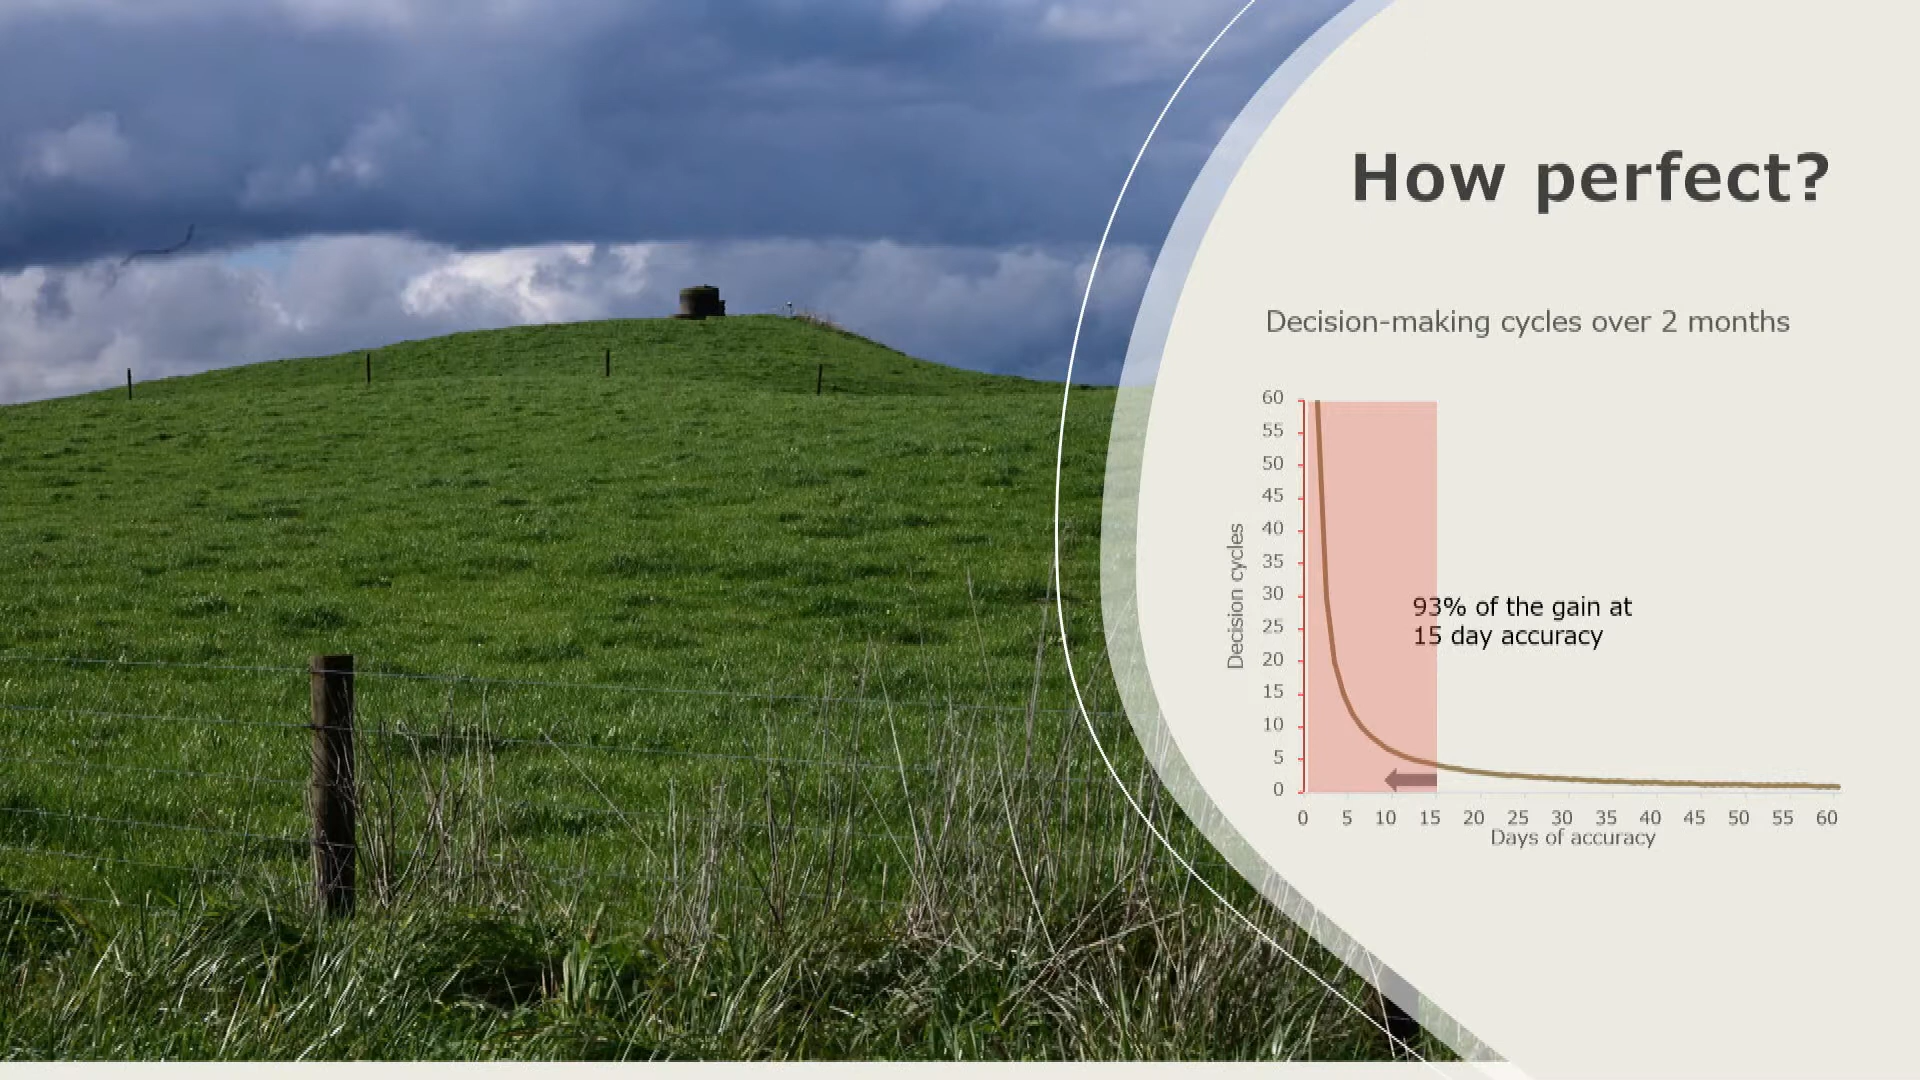 How perfect?
Decision-making cycles over 2 months
60
55
50
45
40
35
30
25
20
15
10
5
0
Decision cycles
93% of the gain at
15 day accuracy
0 5 10 15 20 25 30 35 40 45 50 55 60
Days of accuracy